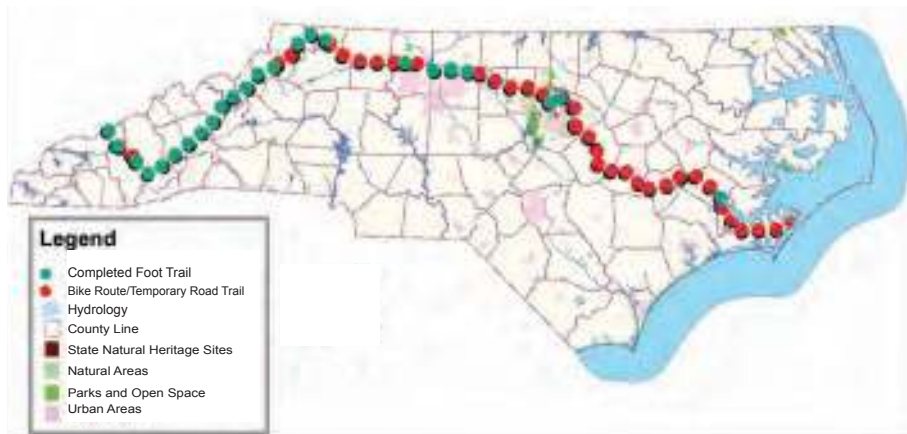 Legend
Completed Foot Trail
Bike Route/Temporary Road Trail
Hydrology
County Line
State Natural Heritage Sites
Natural Areas
Parks and Open Space
Urban Areas